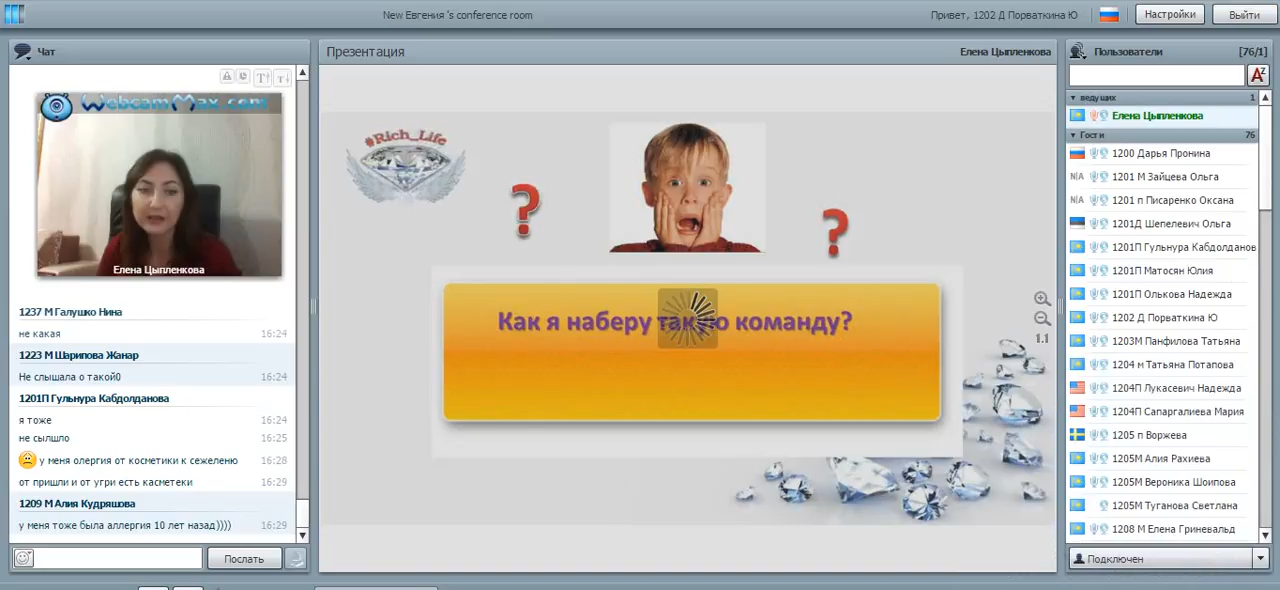 New Евгения 's conference room
Привет, 1202 Д Порваткина Ю
Настройки
Выйти
Чат
WebcamMax.com
Елена Цыпленкова
1237 М Галушко Нина
не какая 16:24
1223 М Шарипова Жанар
Не слышала о такой0 16:24
1201П Гульнура Кабдолданова
я тоже 16:24
не сылшло 16:25
у меня олергия от косметики к сежелению 16:28
от пришли и от угри есть касметеки 16:29
1209 М Алия Кудряшова
у меня тоже была аллергия 10 лет назад)))) 16:29
Послать
Презентация
Елена Цыпленкова
#Rich_Life
? ?
Как я наберу такую команду?
1.1
Пользователи [76/1]
AZ
ведущих 1
Елена Цыпленкова
Гости 76
1200 Дарья Пронина
N/A 1201 М Зайцева Ольга
N/A 1201 п Писаренко Оксана
1201Д Шепелевич Ольга
1201П Гульнура Кабдолданов
1201П Матосян Юлия
1201П Олькова Надежда
1202 Д Порваткина Ю
1203М Панфилова Татьяна
1204 м Татьяна Потапова
1204П Лукасевич Надежда
1204П Сапаргалиева Мария
1205 п Воржева
1205М Алия Рахиева
1205М Вероника Шоипова
1205М Туганова Светлана
1208 М Елена Гриневальд
Подключен